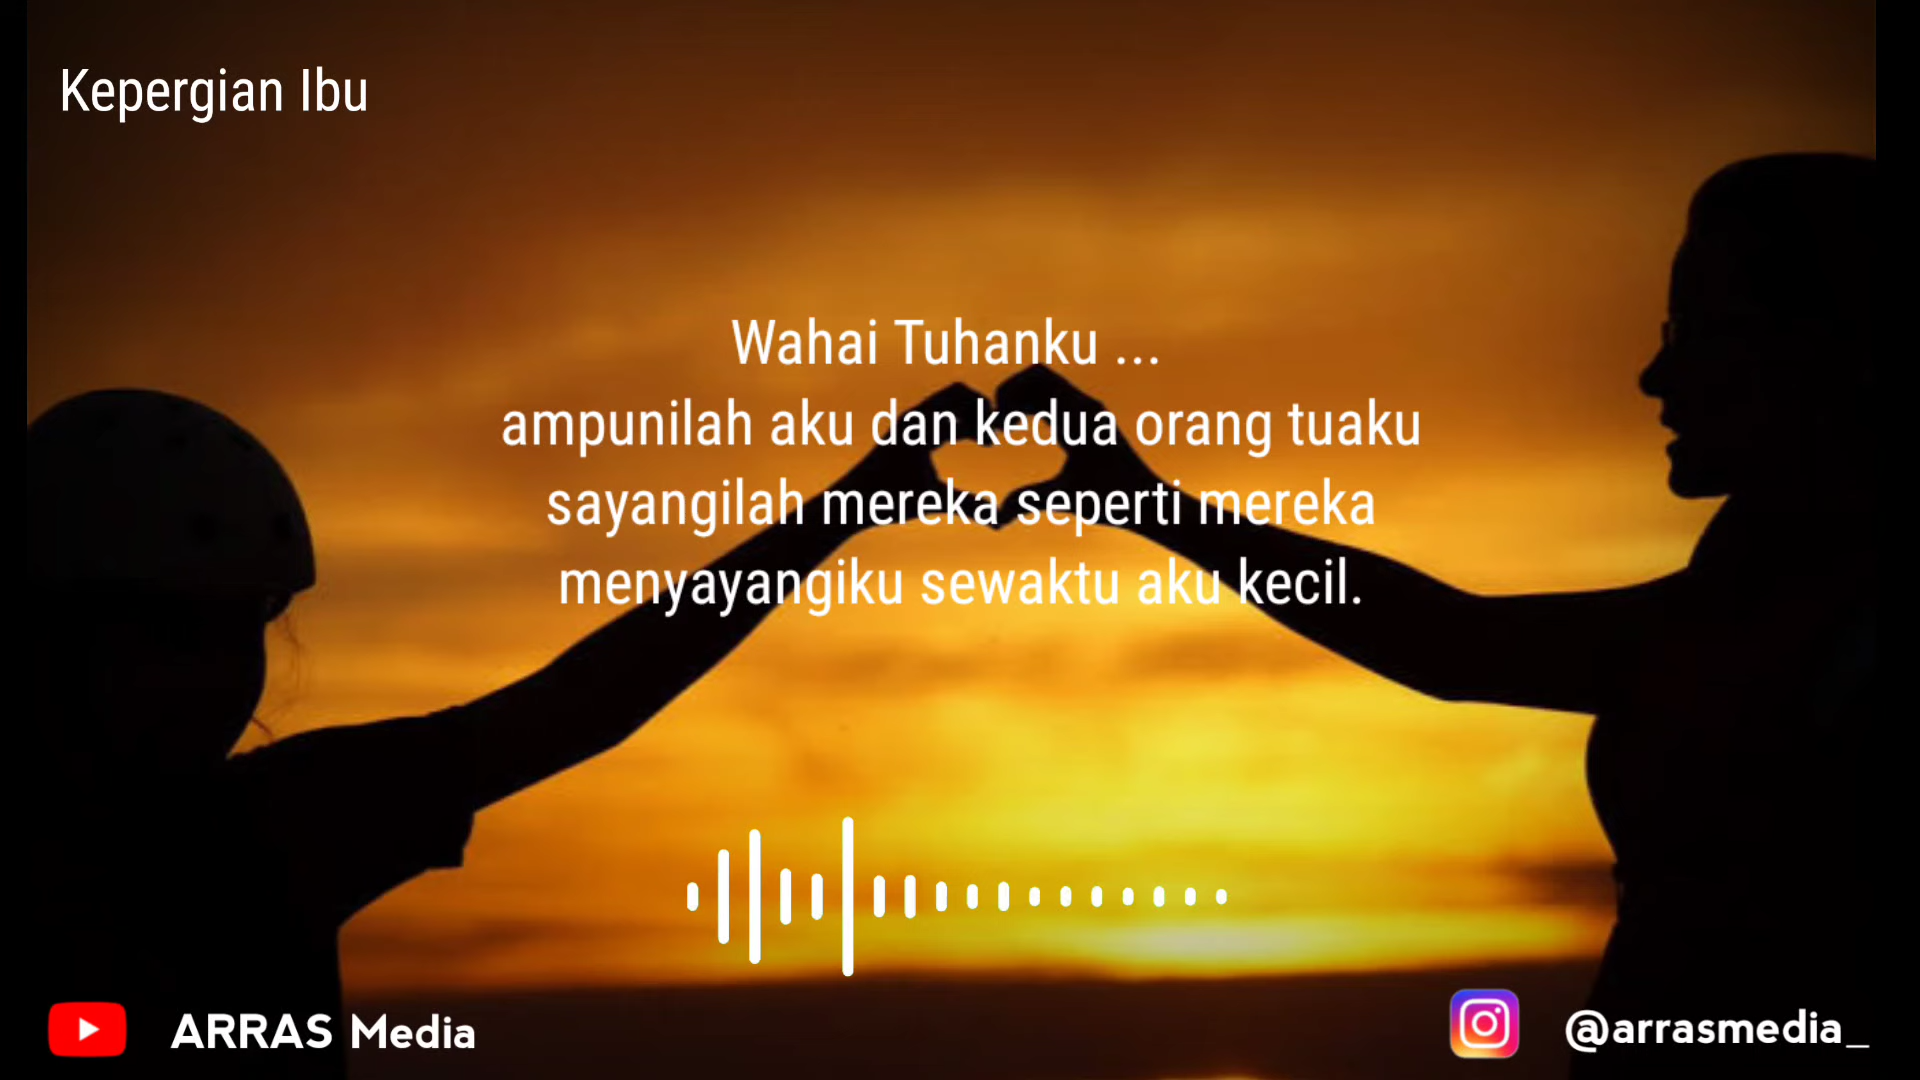 Kepergian Ibu
Wahai Tuhanku ...
ampunilah aku dan kedua orang tuaku
sayangilah mereka seperti mereka
menyayangiku sewaktu aku kecil.
ARRAS Media
@arrasmedia_